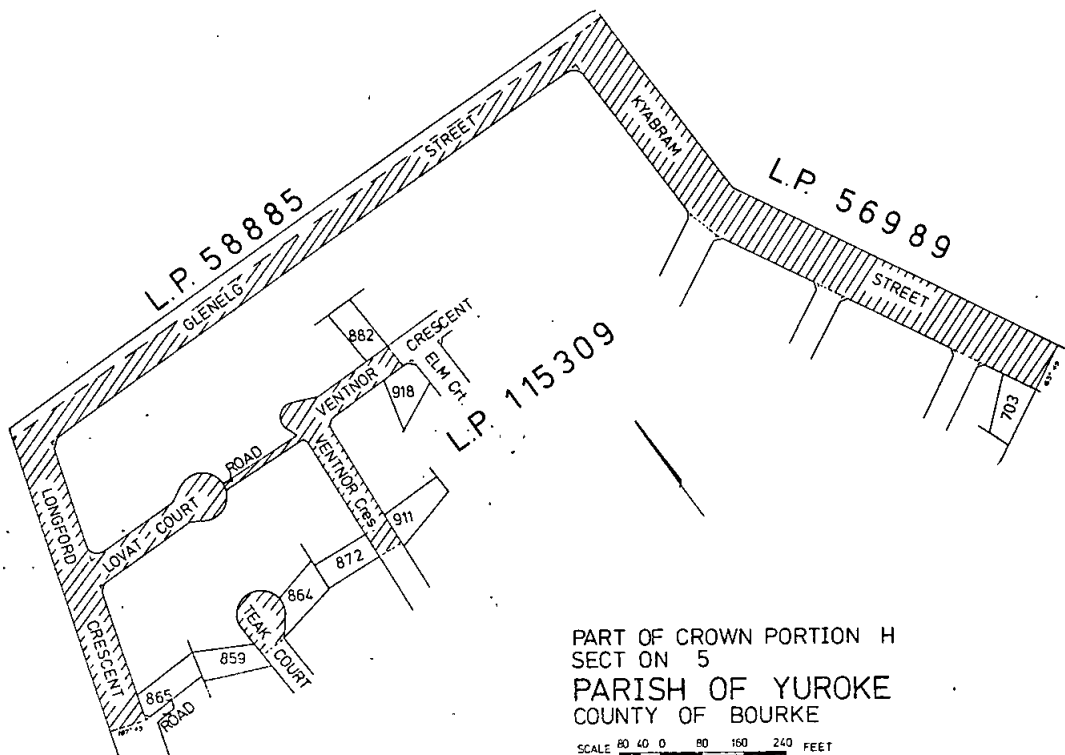 KYABRAM
STREET
L.P. 56989
L.P. 58885
GLENELG
STREET
882
CRESCENT
VENTNOR
ELM Crt.
918
L.P. 115309
703
ROAD
VENTNOR Cres.
LONGFORD
LOVAT - COURT
911
872
864
TEAK
COURT
CRESCENT
859
865
ROAD
PART OF CROWN PORTION H
SECT ON 5
PARISH OF YUROKE
COUNTY OF BOURKE
SCALE 80 40 0 80 160 240 FEET